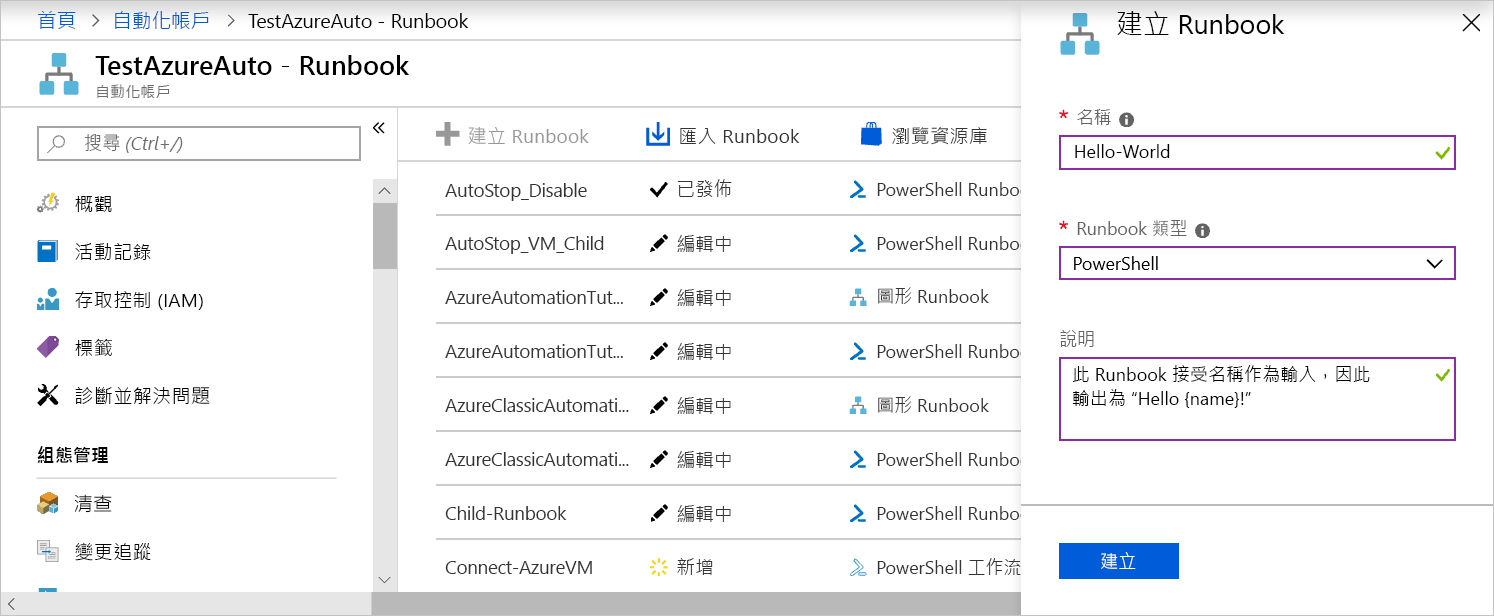 首頁 > 自動化帳戶 > TestAzureAuto - Runbook
TestAzureAuto - Runbook
自動化帳戶
搜尋 (Ctrl+/)
概觀
活動記錄
存取控制 (IAM)
標籤
診斷並解決問題
組態管理
清查
變更追蹤
建立 Runbook 匯入 Runbook 瀏覽資源庫
AutoStop_Disable 已發佈 PowerShell Runbo
AutoStop_VM_Child 編輯中 PowerShell Runbo
AzureAutomationTut... 編輯中 圖形 Runbook
AzureAutomationTut... 編輯中 PowerShell Runbo
AzureClassicAutomati... 編輯中 圖形 Runbook
AzureClassicAutomati... 編輯中 PowerShell Runbo
Child-Runbook 編輯中 PowerShell Runbo
Connect-AzureVM 新增 PowerShell 工作流
建立 Runbook
* 名稱
Hello-World
* Runbook 類型
PowerShell
說明
此 Runbook 接受名稱作為輸入，因此
輸出為 “Hello {name}!”
建立